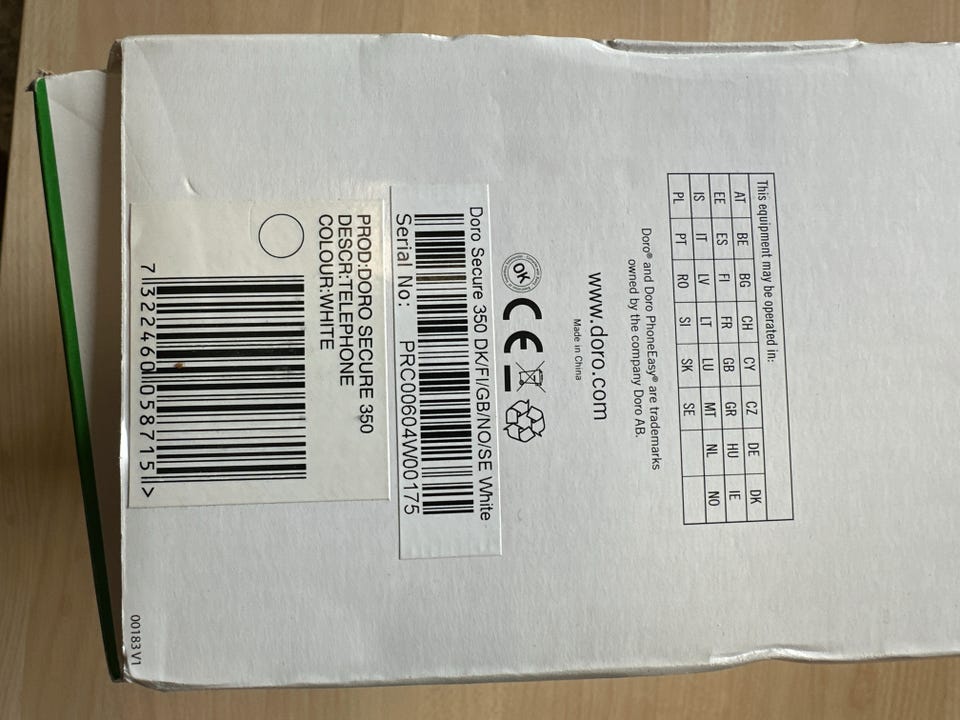 This equipment may be operated in:
AT BE BG CH CY CZ DE DK
EE ES FI FR GB GR HU IE
IS IT LV LT LU MT NL NO
PL PT RO SI SK SE
Doro® and Doro PhoneEasy® are trademarks
owned by the company Doro AB.
www.doro.com
Made in China
OK
CE
Doro Secure 350 DK/FI/GB/NO/SE White
Serial No: PRC00604W00175
PROD:DORO SECURE 350
DESCR:TELEPHONE
COLOUR:WHITE
7 322460 058715 >
00183 V1